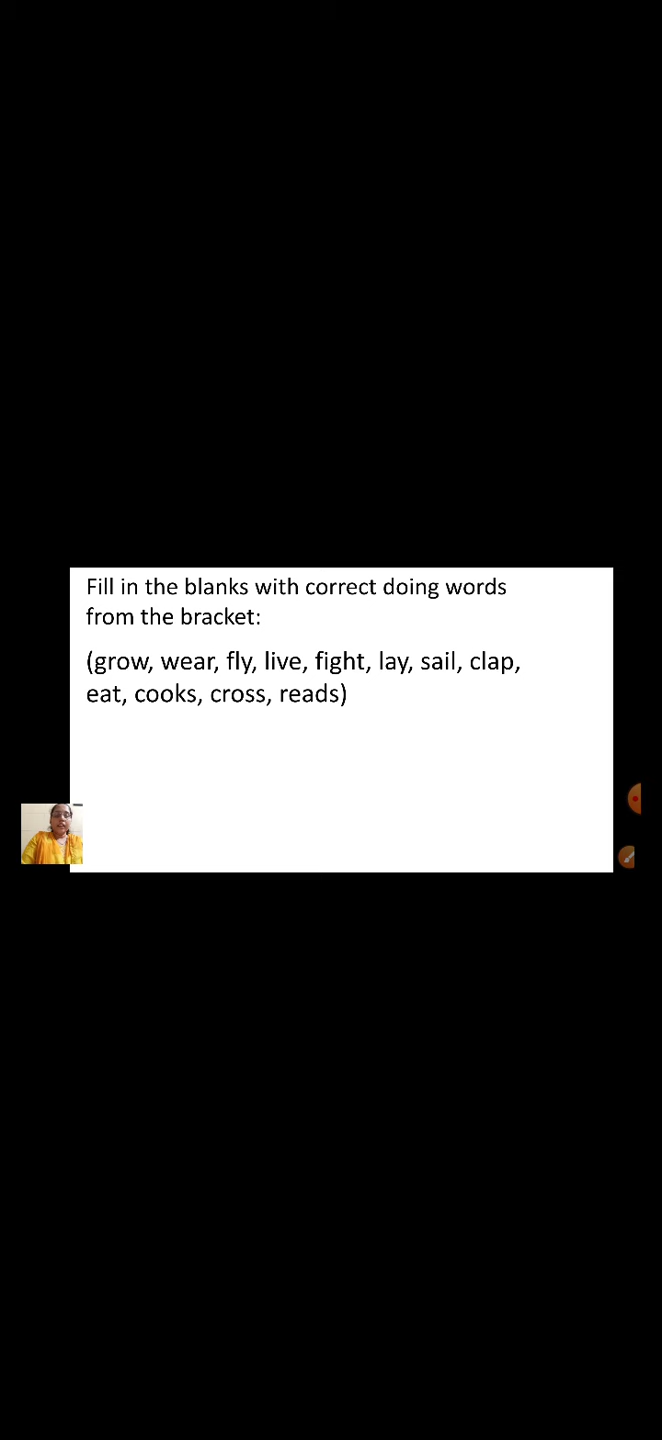 Fill in the blanks with correct doing words
from the bracket:
(grow, wear, fly, live, fight, lay, sail, clap,
eat, cooks, cross, reads)